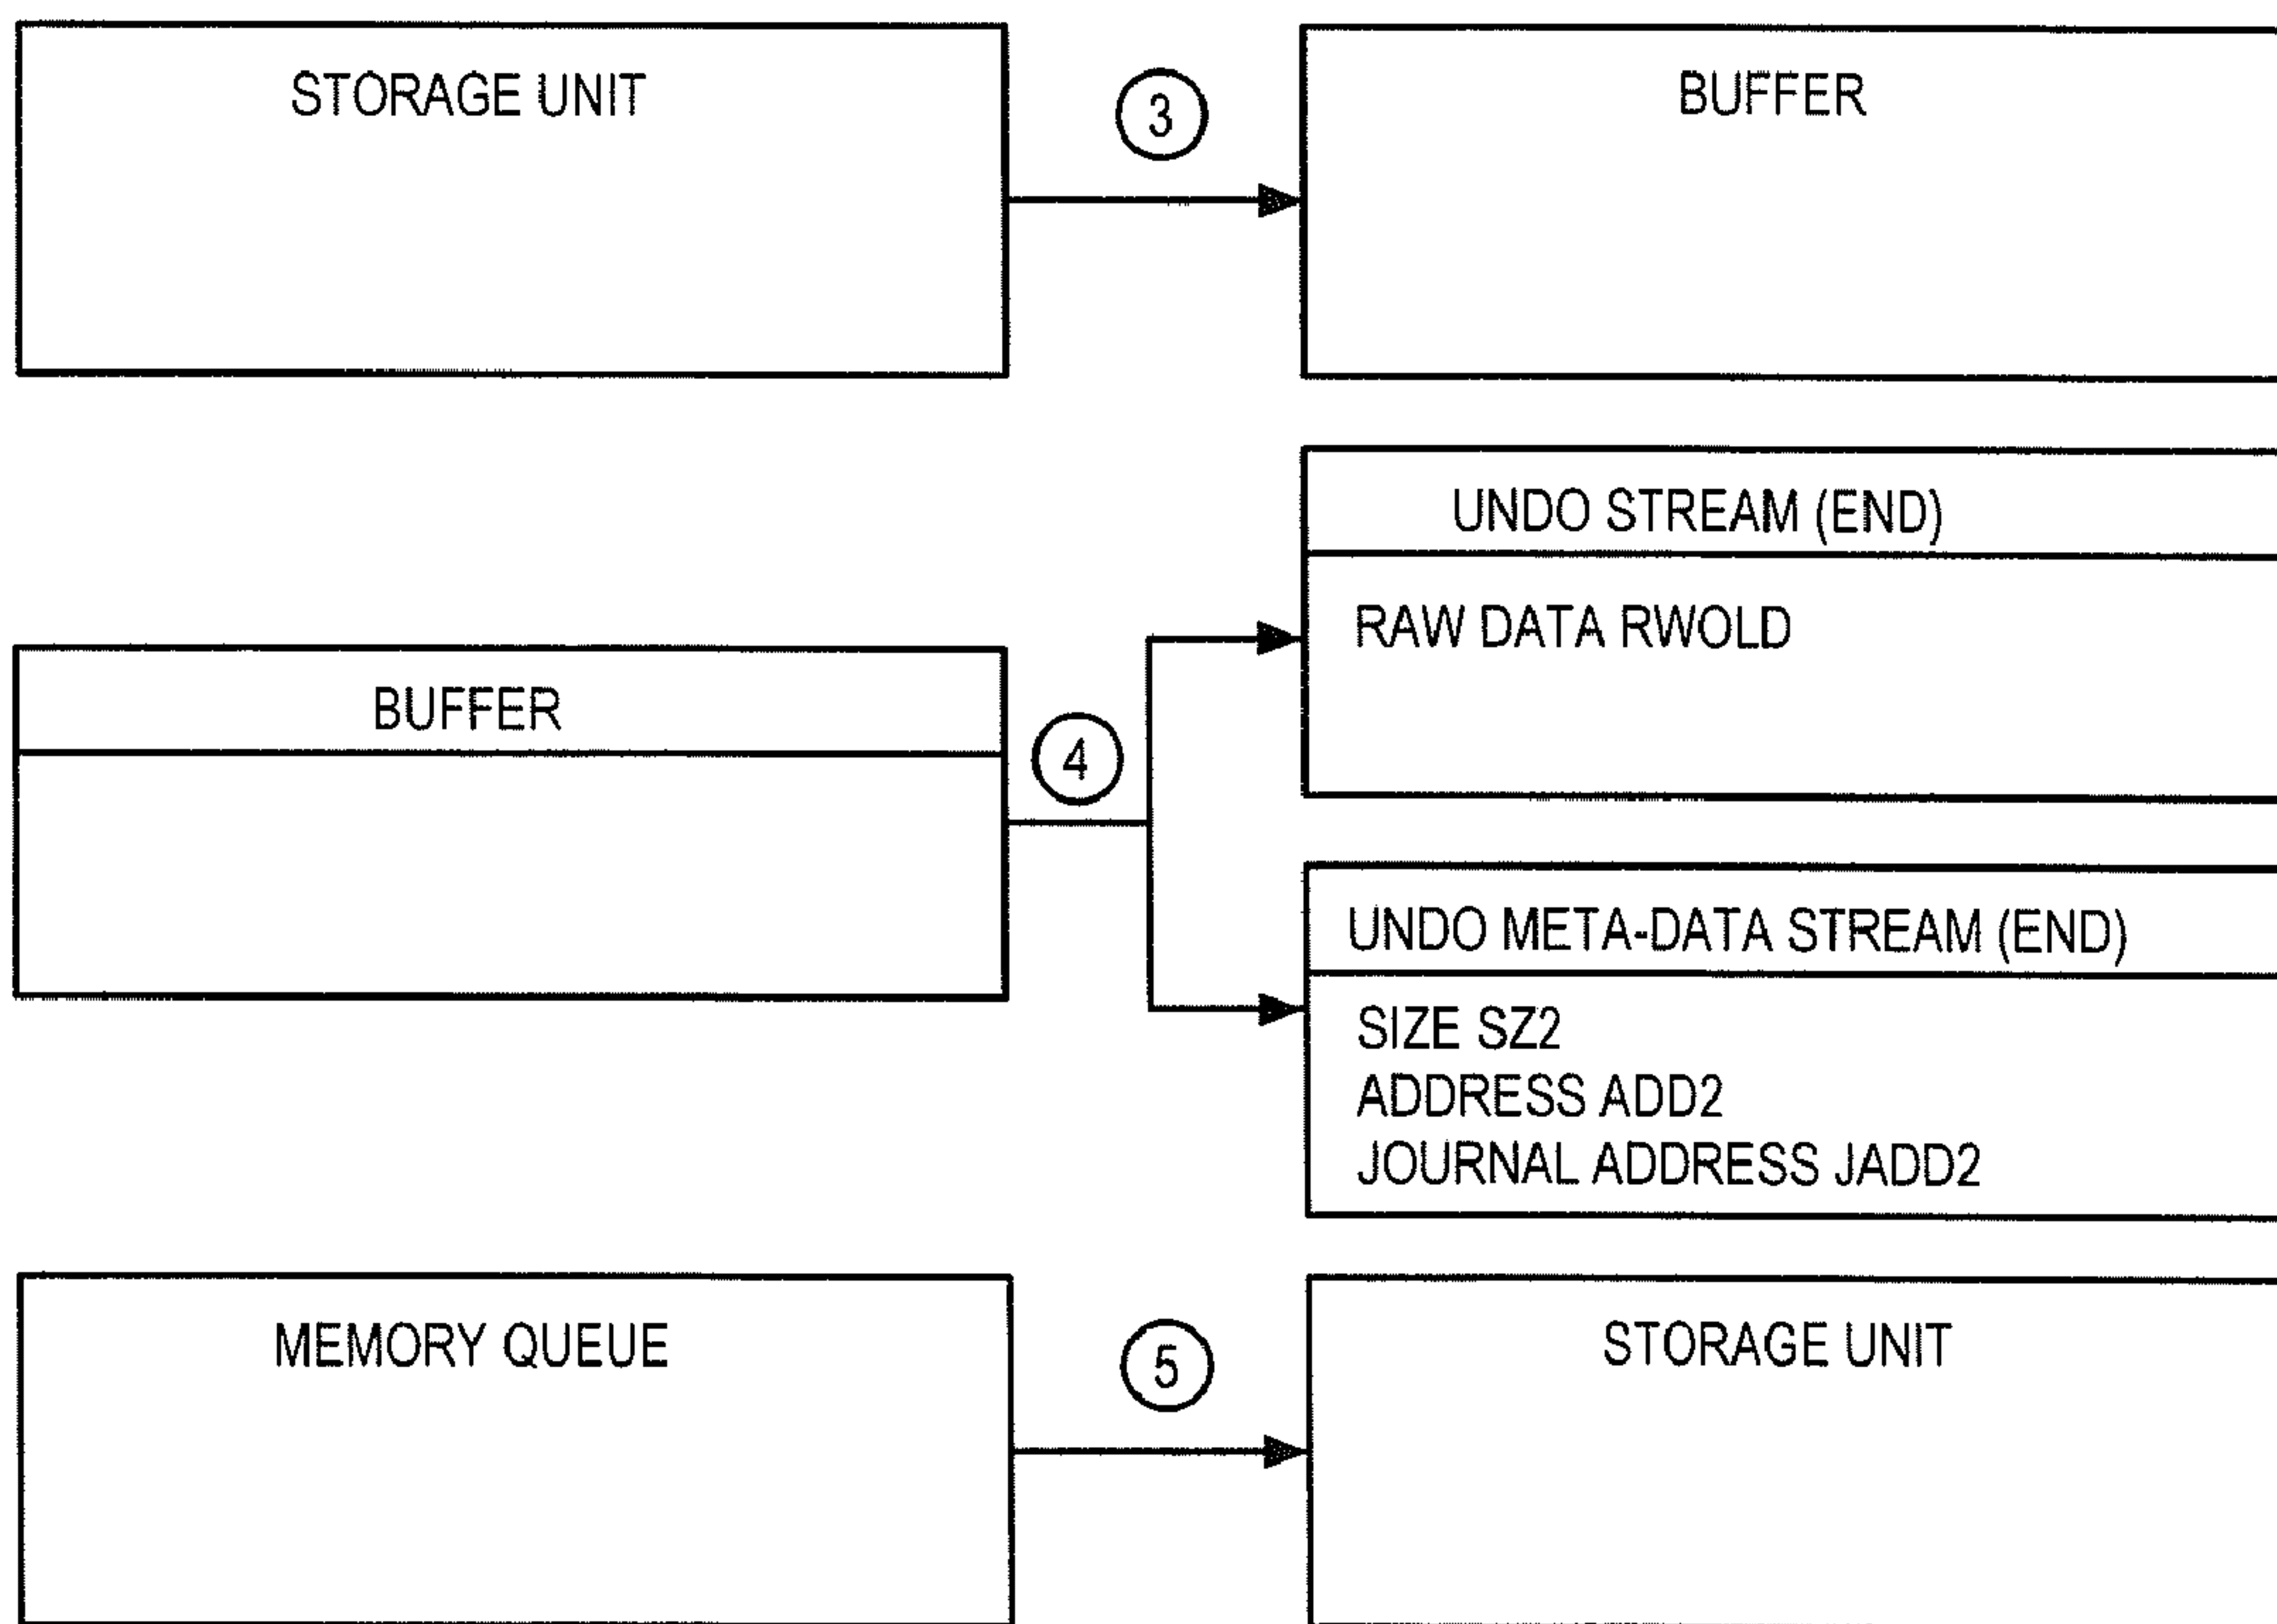 STORAGE UNIT
3
BUFFER
UNDO STREAM (END)
RAW DATA RWOLD
BUFFER
4
UNDO META-DATA STREAM (END)
SIZE SZ2
ADDRESS ADD2
JOURNAL ADDRESS JADD2
MEMORY QUEUE
5
STORAGE UNIT